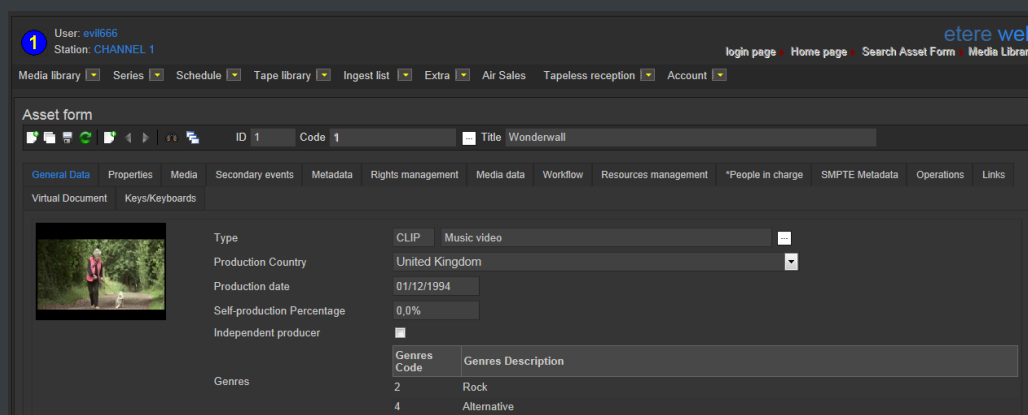 1
User: evil666
Station: CHANNEL 1
etere we
login page Home page Search Asset Form Media Librar
Media library Series Schedule Tape library Ingest list Extra Air Sales Tapeless reception Account
Asset form
ID 1 Code 1 ... Title Wonderwall
General Data Properties Media Secondary events Metadata Rights management Media data Workflow Resources management *People in charge SMPTE Metadata Operations Links
Virtual Document Keys/Keyboards
Type CLIP Music video ...
Production Country United Kingdom
Production date 01/12/1994
Self-production Percentage 0,0%
Independent producer
Genres Code Genres Description
Genres
2 Rock
4 Alternative